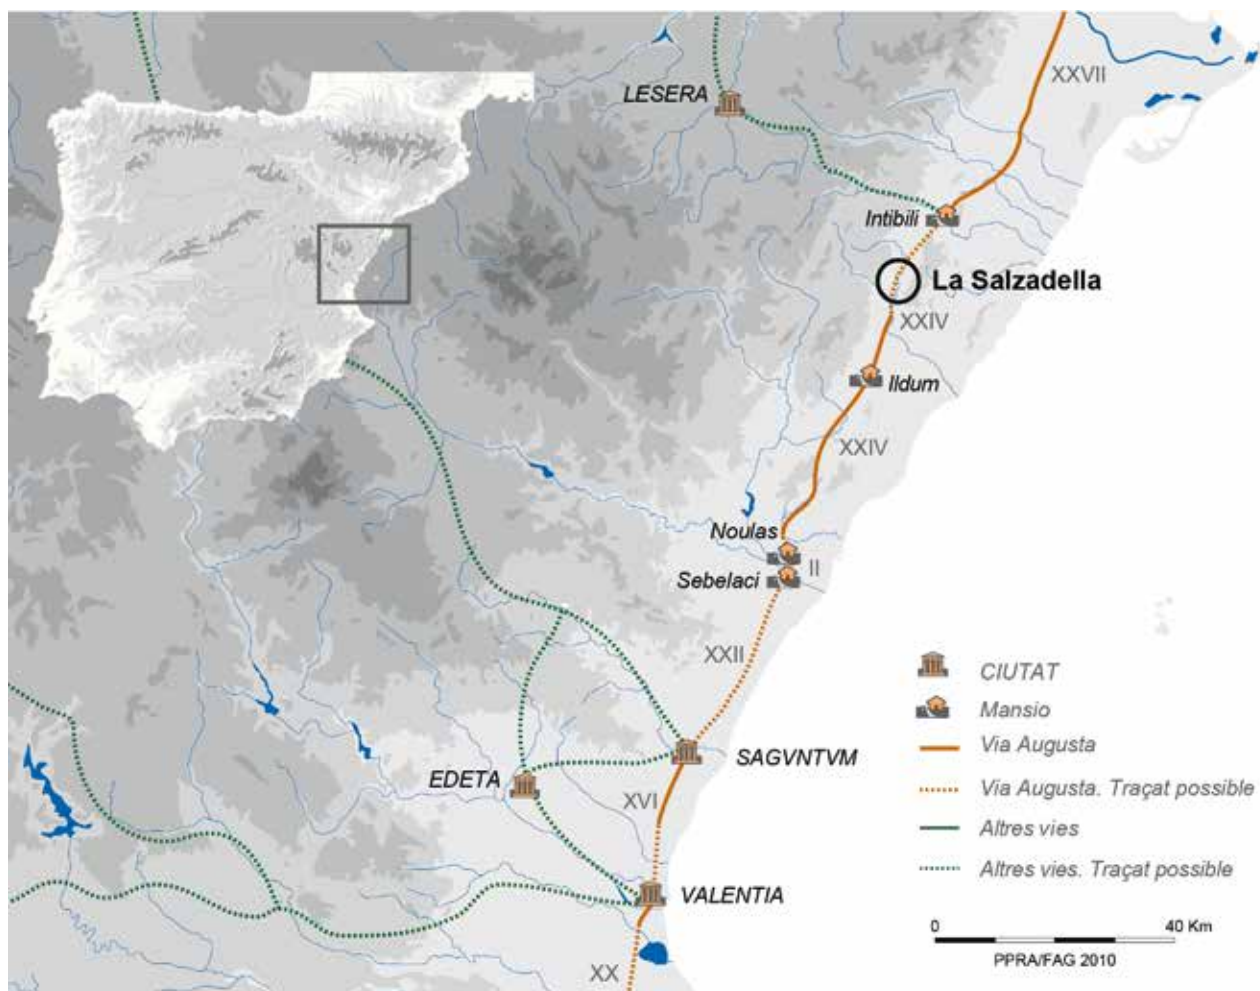 XXVII
LESERA
Intibili
La Salzadella
XXIV
Ildum
XXIV
Noulas
II
Sebelaci
XXII
CIUTAT
Mansio
SAGVNTVM
Via Augusta
EDETA
Via Augusta. Traçat possible
XVI
Altres vies
Altres vies. Traçat possible
VALENTIA
0 40 Km
PPRA/FAG 2010
XX